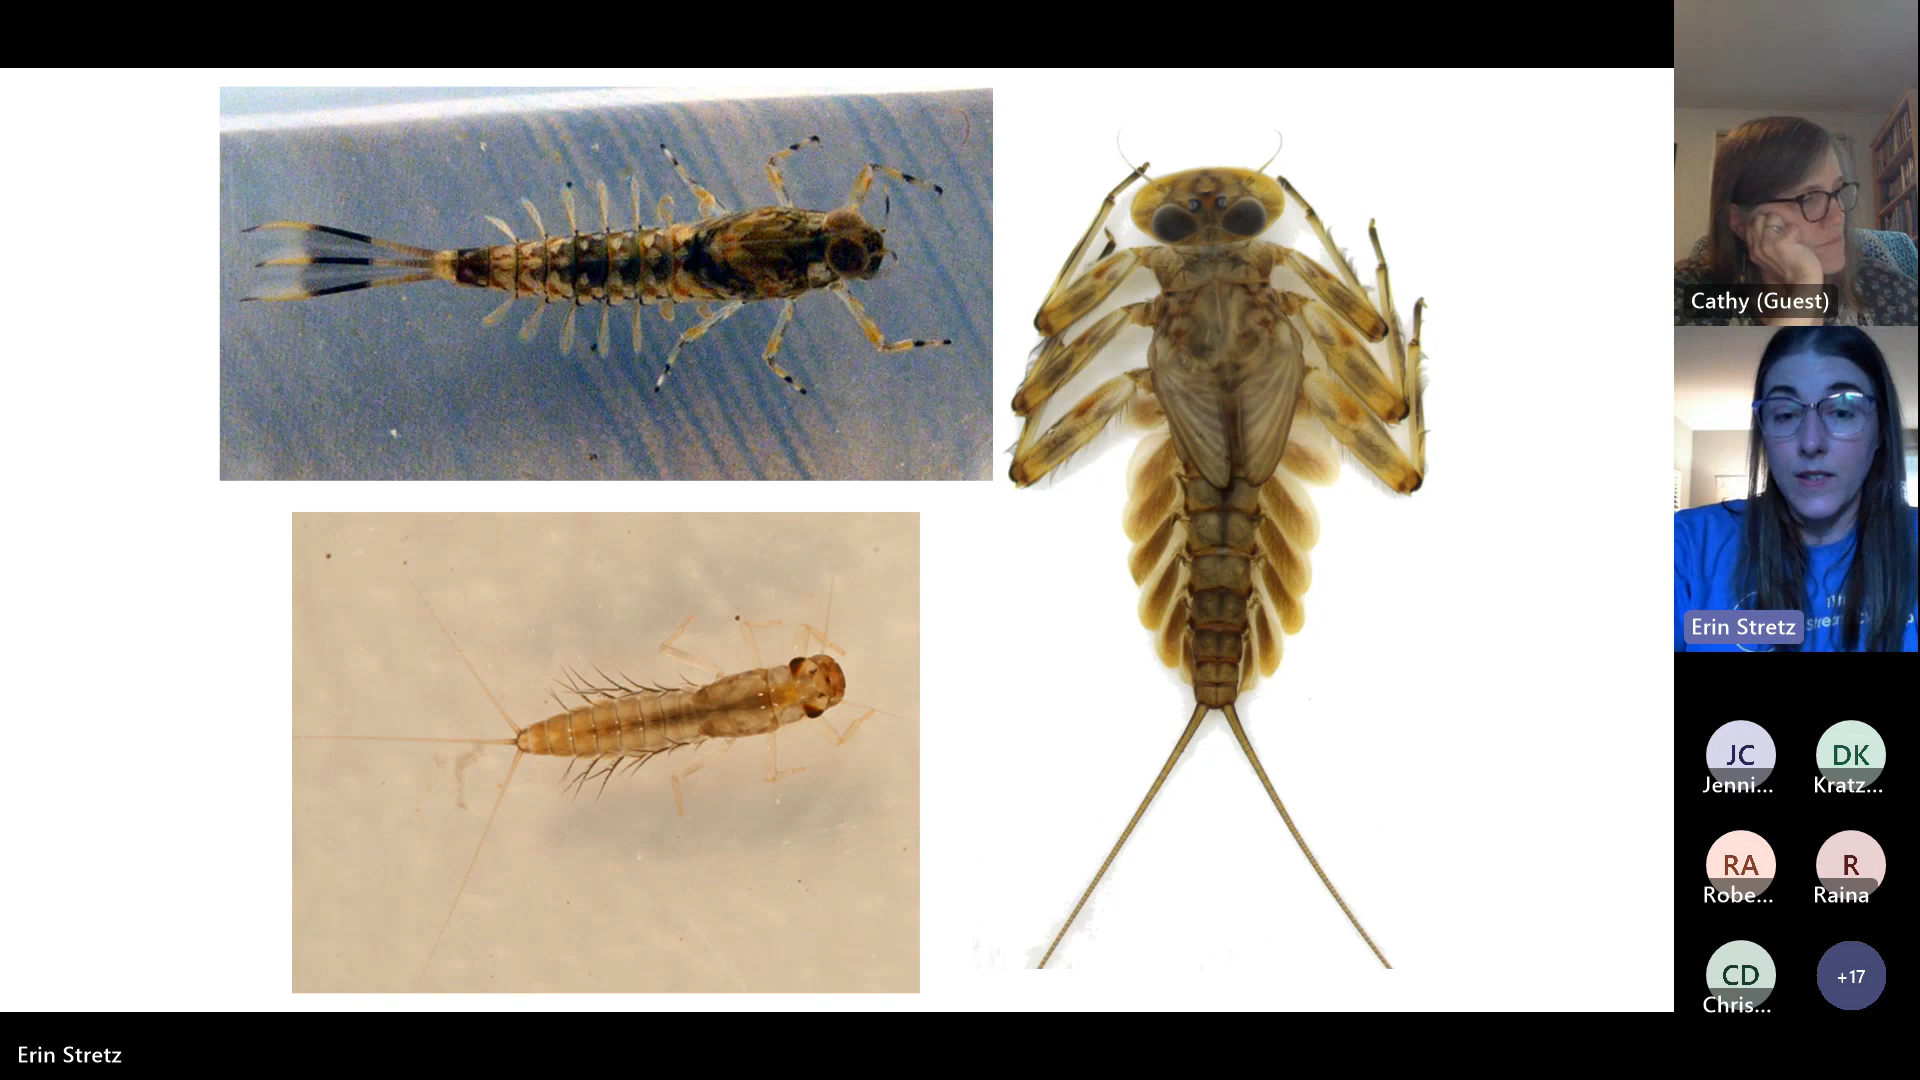 Cathy (Guest)
Erin Stretz
JC
Jenni...
DK
Kratz...
RA
Robe...
R
Raina
CD
Chris...
+17
Erin Stretz